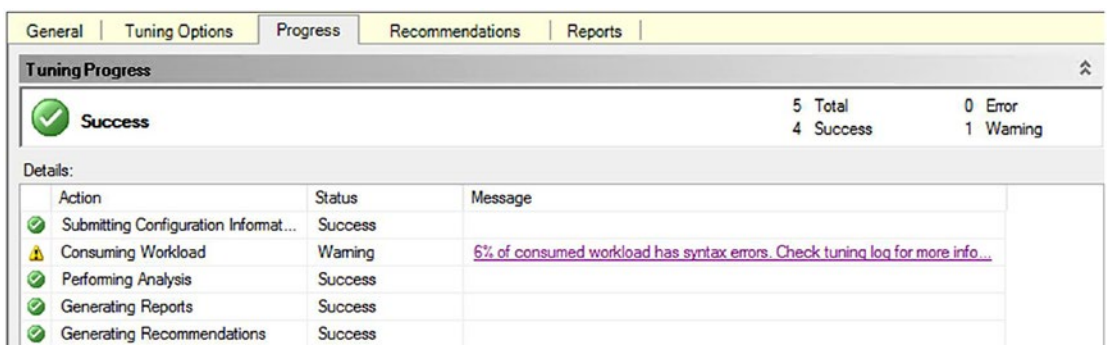 General Tuning Options Progress Recommendations Reports
Tuning Progress
Success
5 Total 0 Error
4 Success 1 Warning
Details:
Action Status Message
Submitting Configuration Informat... Success
Consuming Workload Warning 6% of consumed workload has syntax errors. Check tuning log for more info...
Performing Analysis Success
Generating Reports Success
Generating Recommendations Success